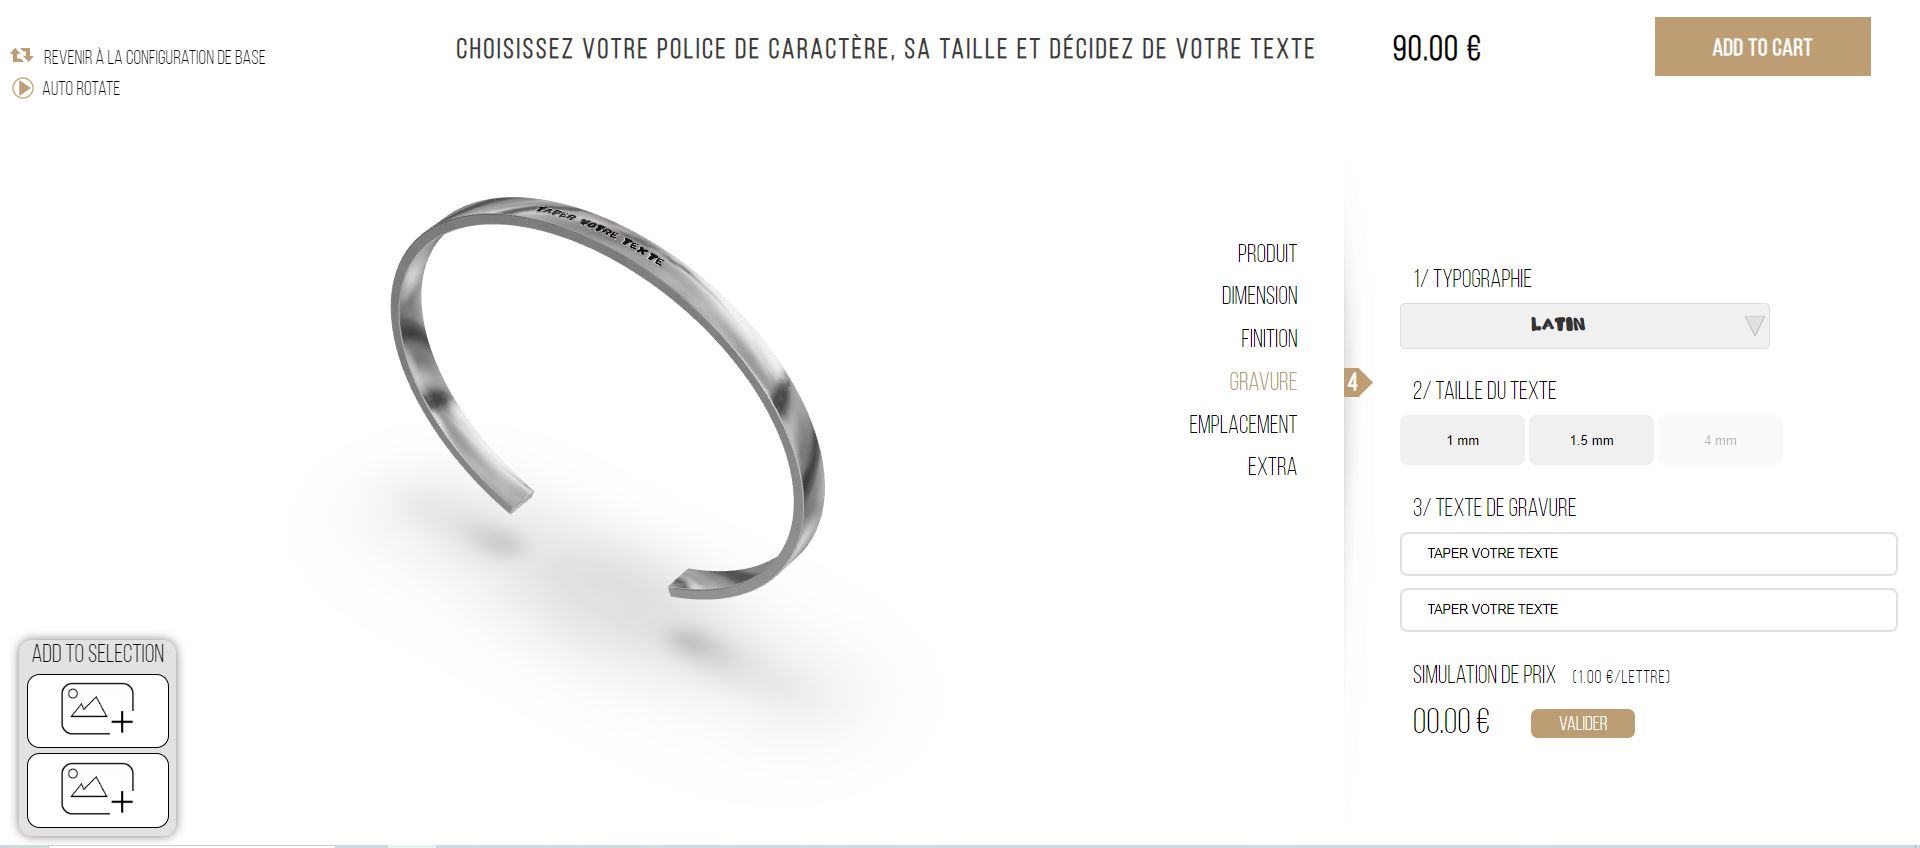 REVENIR À LA CONFIGURATION DE BASE
AUTO ROTATE
CHOISISSEZ VOTRE POLICE DE CARACTÈRE, SA TAILLE ET DÉCIDEZ DE VOTRE TEXTE
90.00 €
ADD TO CART
TAPER VOTRE TEXTE
PRODUIT
DIMENSION
FINITION
GRAVURE
4
EMPLACEMENT
EXTRA
1/ TYPOGRAPHIE
LATIN
2/ TAILLE DU TEXTE
1 mm
1.5 mm
4 mm
3/ TEXTE DE GRAVURE
TAPER VOTRE TEXTE
TAPER VOTRE TEXTE
SIMULATION DE PRIX (1.00 €/LETTRE)
00.00 €
VALIDER
ADD TO SELECTION